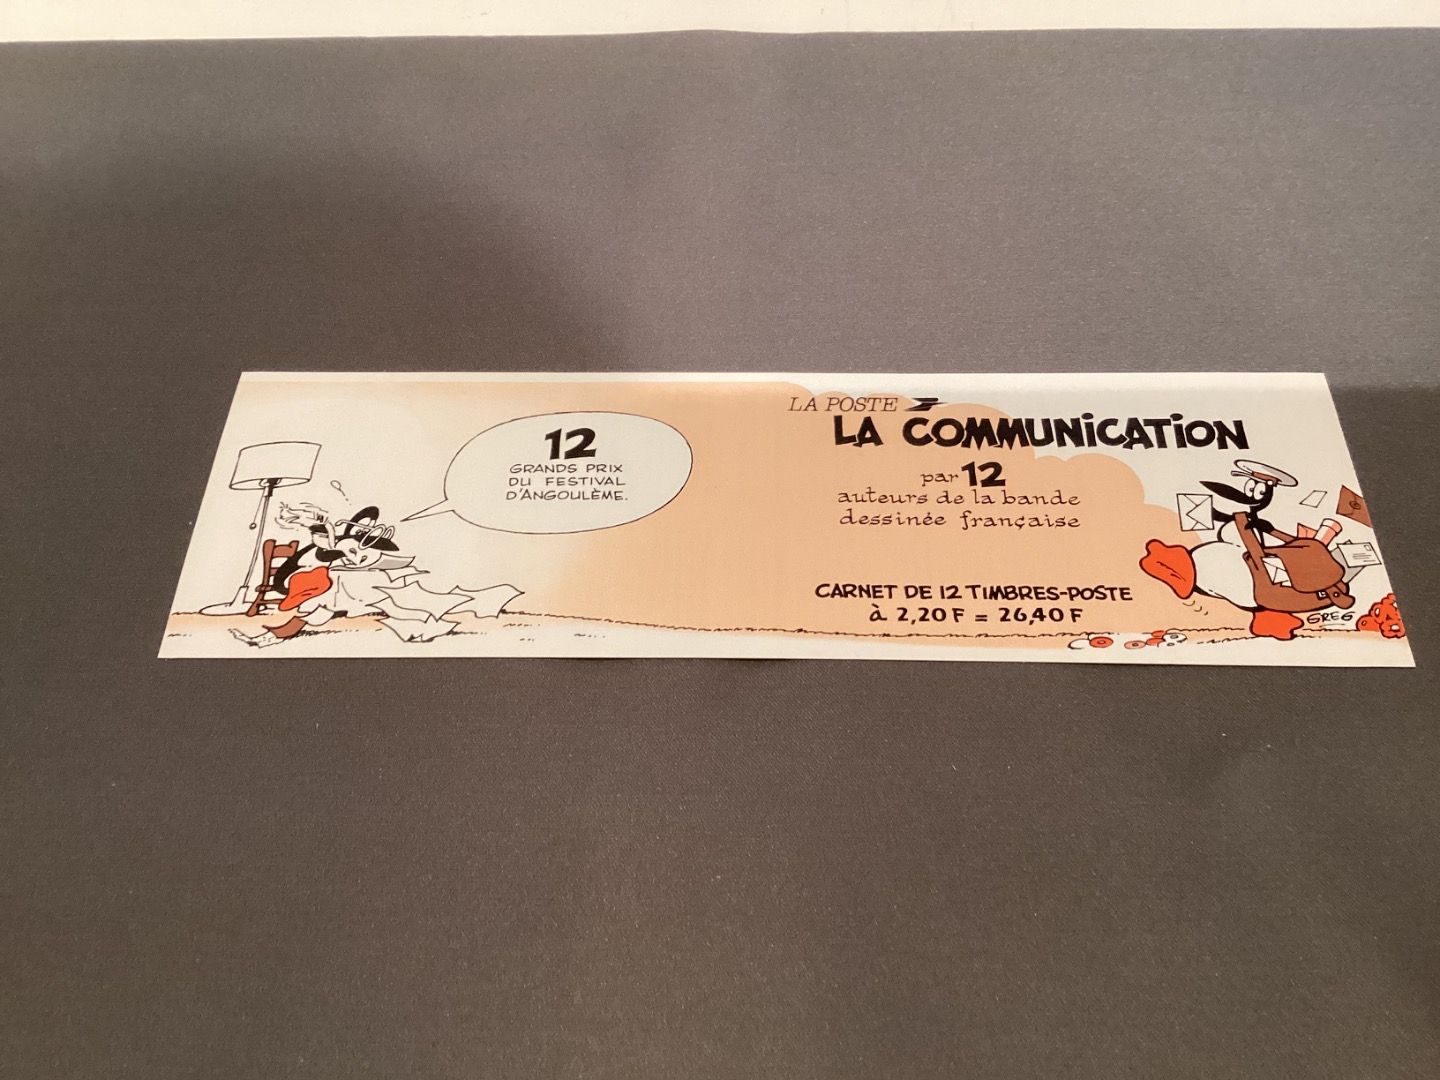 12
GRANDS PRIX
DU FESTIVAL
D'ANGOULÊME.
LA POSTE
LA COMMUNiCATiON
par 12
auteurs de la bande
dessinée française
CARNET DE 12 TIMBRES-POSTE
à 2,20 F = 26,40 F
GREG